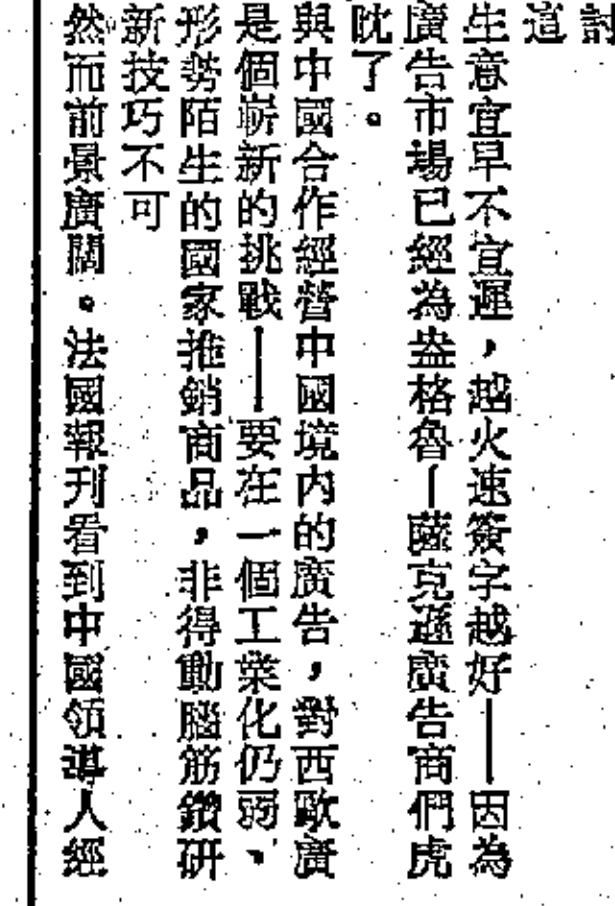 討
這
生意宜早不宜遲，越火速簽字越好——因為
廣告市場已經為盎格魯—薩克遜廣告商們虎
眈了。
與中國合作經營中國境內的廣告，對西歐廣
是個嶄新的挑戰——要在一個工業化仍弱、
形勢陌生的國家推銷商品，非得動腦筋鑽研
新技巧不可
然而前景廣闊。法國報刊看到中國領導人經